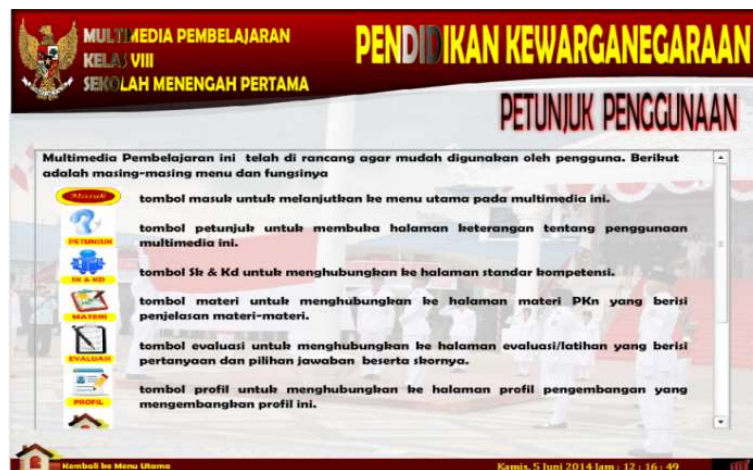 MULTIMEDIA PEMBELAJARAN
KELAS VIII
SEKOLAH MENENGAH PERTAMA
PENDIDIKAN KEWARGANEGARAAN
PETUNJUK PENGGUNAAN
Multimedia Pembelajaran ini telah di rancang agar mudah digunakan oleh pengguna. Berikut
adalah masing-masing menu dan fungsinya
Masuk
tombol masuk untuk melanjutkan ke menu utama pada multimedia ini.
PETUNJUK
tombol petunjuk untuk membuka halaman keterangan tentang penggunaan
multimedia ini.
SK & KD
tombol Sk & Kd untuk menghubungkan ke halaman standar kompetensi.
MATERI
tombol materi untuk menghubungkan ke halaman materi PKn yang berisi
penjelasan materi-materi.
EVALUASI
tombol evaluasi untuk menghubungkan ke halaman evaluasi/latihan yang berisi
pertanyaan dan pilihan jawaban beserta skornya.
PROFIL
tombol profil untuk menghubungkan ke halaman profil pengembangan yang
mengembangkan profil ini.
Kembali ke Menu Utama
Kamis, 5 Juni 2014 Jam : 12 : 16 : 49